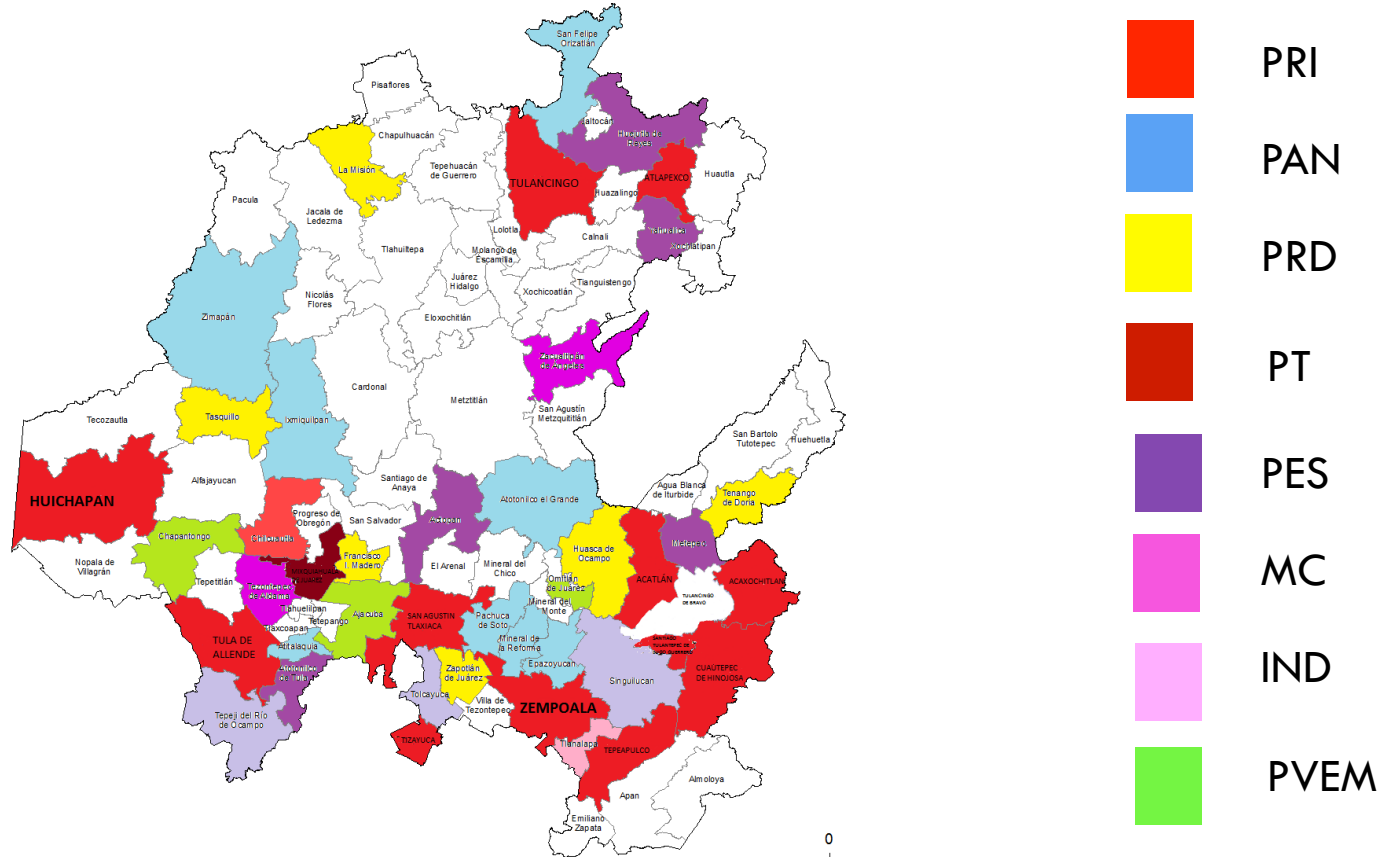 San Felipe
Orizatlán
Pisaflores
Chapulhuacán
La Misión
Tepehuacán
de Guerrero
TULANCINGO
Huejutla de
Reyes
ATLAPEXCO
Huautla
Huazalingo
Pacula
Jacala de
Ledezma
Lolotla
Calnali
Yahualica
Tlahuiltepa
Molango de
Escamilla
Juárez
Hidalgo
Xochicoatlán
Tianguistengo
Nicolás
Flores
Zimapán
Eloxochitlán
Zacualtipán
de Ángeles
Cardonal
Metztitlán
San Agustín
Metzquititlán
Tecozautla
Tasquillo
Ixmiquilpan
San Bartolo
Tutotepec
Huehuetla
HUICHAPAN
Alfajayucan
Santiago de
Anaya
Atotonilco el Grande
Agua Blanca
de Iturbide
Tenango
de Doria
Progreso de
Obregón
San Salvador
Actopan
Chapantongo
Chilcuautla
Metepec
Nopala de
Villagrán
Tepetitlán
Francisco
I. Madero
El Arenal
Mineral del
Chico
Huasca de
Ocampo
Omitlán
de Juárez
ACATLÁN
ACAXOCHITLAN
Tezontepec
de Aldama
TULANCINGO
DE BRAVO
Tlahuelilpan
Mineral del
Monte
Ajacuba
SAN AGUSTIN
TLAXIACA
Pachuca
de Soto
Tetepango
TULA DE
ALLENDE
Atitalaquia
Mineral de
la Reforma
SANTIAGO
TULANTEPEC DE
LUGO GUERRERO
Epazoyucan
CUAÚTEPEC
DE HINOJOSA
Atotonilco
de Tula
Zapotlán
de Juárez
Singuilucan
Tolcayuca
Villa de
Tezontepec
ZEMPOALA
Tepeji del Río
de Ocampo
TIZAYUCA
Tlanalapa
TEPEAPULCO
Almoloya
Apan
Emiliano
Zapata
0
PRI
PAN
PRD
PT
PES
MC
IND
PVEM